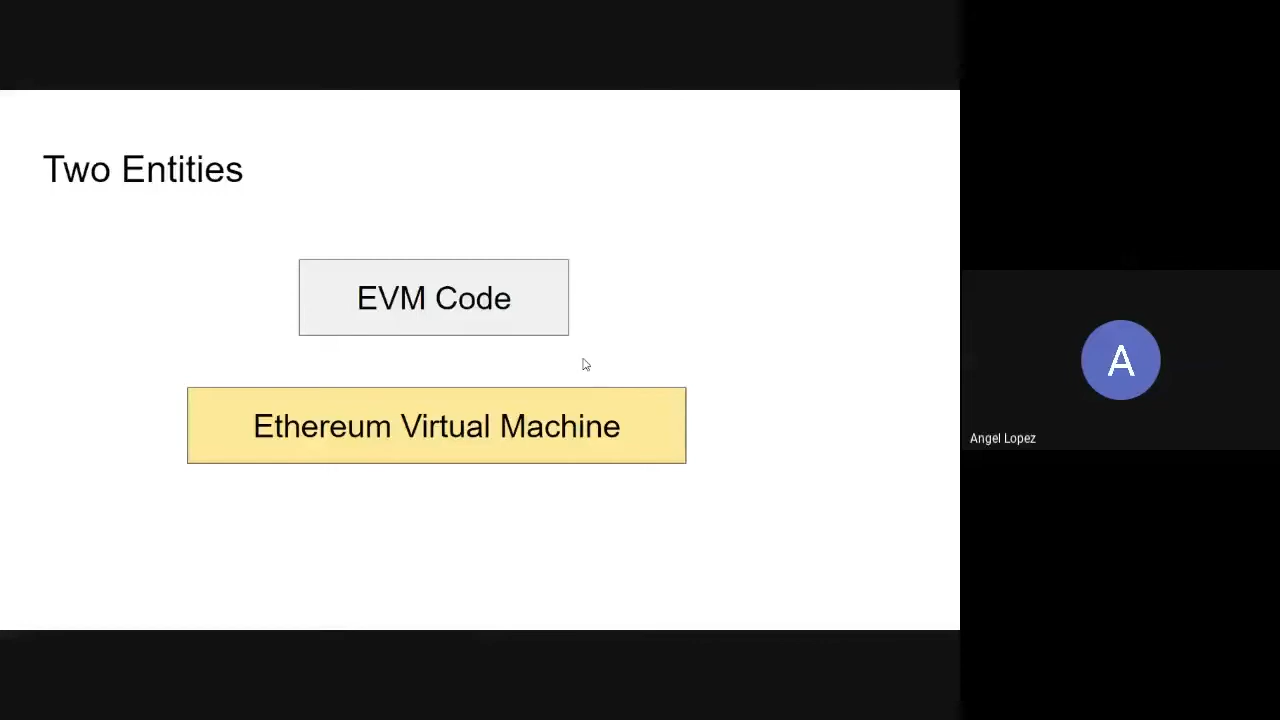 Two Entities
EVM Code
Ethereum Virtual Machine
A
Angel Lopez